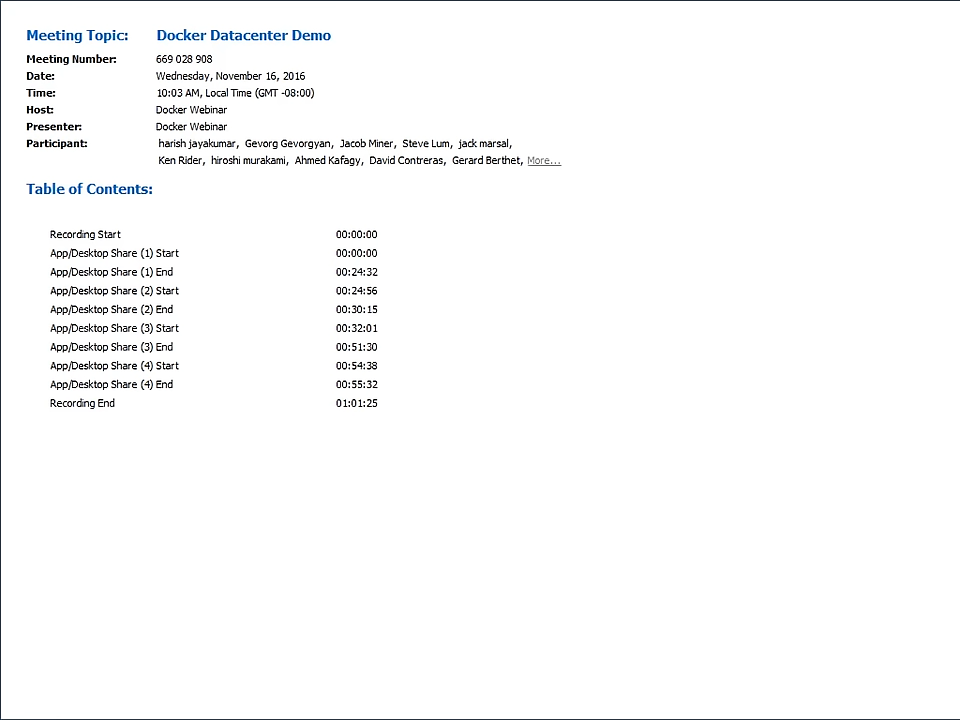 Meeting Topic: Docker Datacenter Demo
Meeting Number: 669 028 908
Date: Wednesday, November 16, 2016
Time: 10:03 AM, Local Time (GMT -08:00)
Host: Docker Webinar
Presenter: Docker Webinar
Participant: harish jayakumar, Gevorg Gevorgyan, Jacob Miner, Steve Lum, jack marsal,
Ken Rider, hiroshi murakami, Ahmed Kafagy, David Contreras, Gerard Berthet, More...
Table of Contents:
Recording Start 00:00:00
App/Desktop Share (1) Start 00:00:00
App/Desktop Share (1) End 00:24:32
App/Desktop Share (2) Start 00:24:56
App/Desktop Share (2) End 00:30:15
App/Desktop Share (3) Start 00:32:01
App/Desktop Share (3) End 00:51:30
App/Desktop Share (4) Start 00:54:38
App/Desktop Share (4) End 00:55:32
Recording End 01:01:25